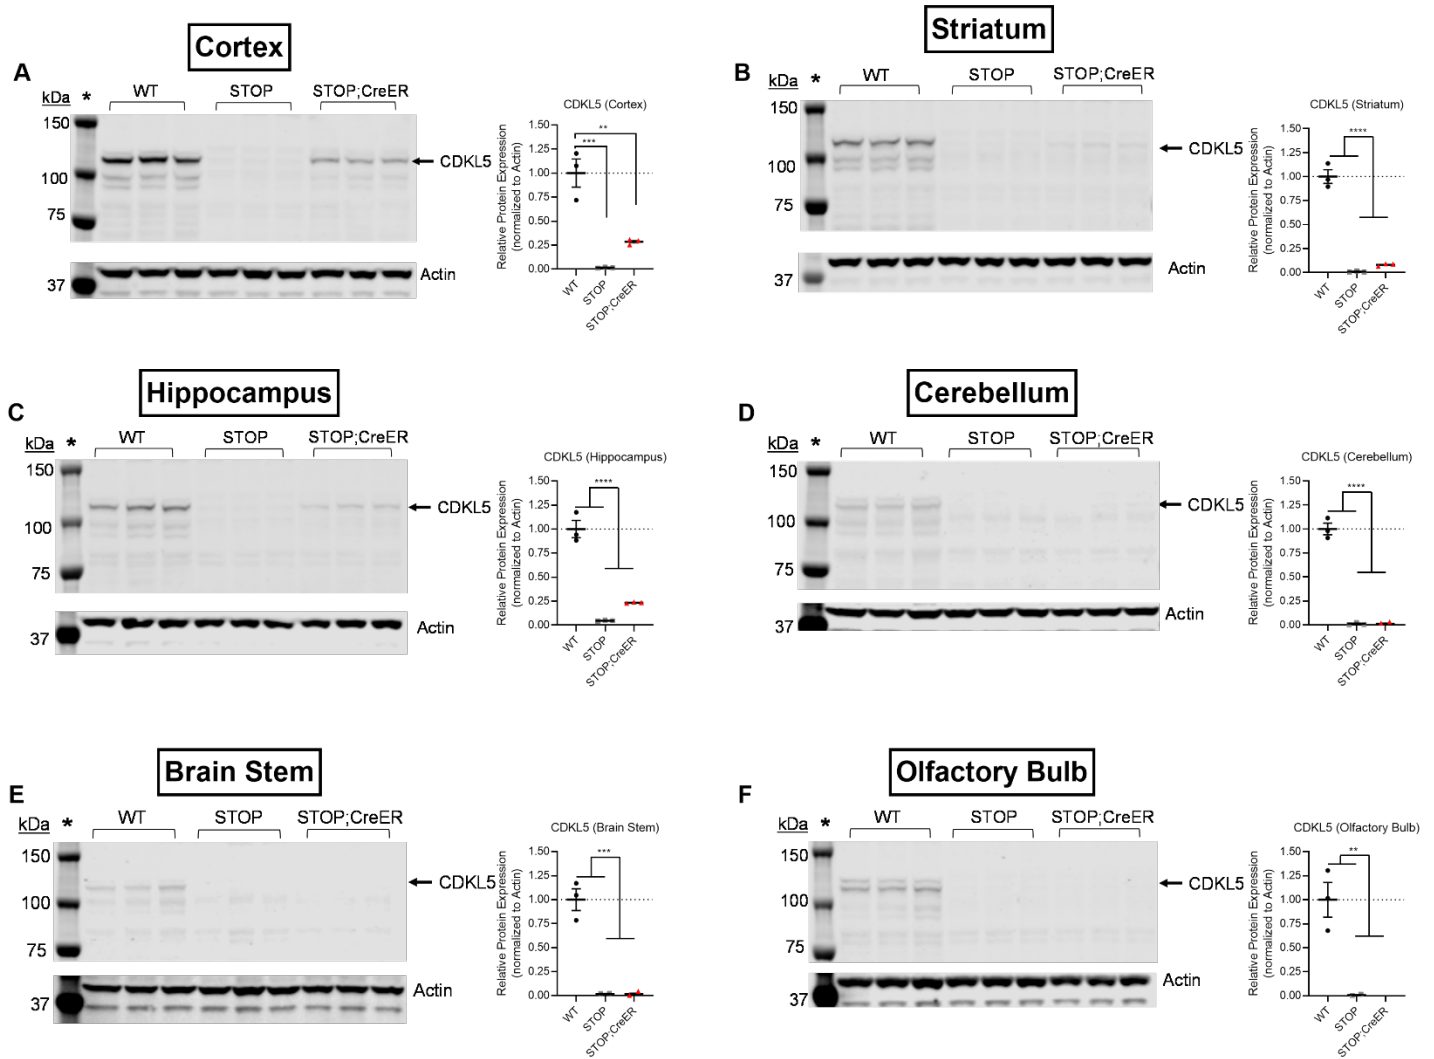 Cortex
A
kDa
*
WT
STOP
STOP;CreER
150
100
75
37
CDKL5
Actin
CDKL5 (Cortex)
Relative Protein Expression
(normalized to Actin)
1.50
1.25
1.00
0.75
0.50
0.25
0.00
**
***
WT
STOP
STOP;CreER
Striatum
B
*
kDa
WT
STOP
STOP;CreER
150
100
75
37
CDKL5
Actin
CDKL5 (Striatum)
Relative Protein Expression
(normalized to Actin)
1.50
1.25
1.00
0.75
0.50
0.25
0.00
****
WT
STOP
STOP;CreER
Hippocampus
C
kDa
*
WT
STOP
STOP;CreER
150
100
75
37
CDKL5
Actin
CDKL5 (Hippocampus)
Relative Protein Expression
(normalized to Actin)
1.50
1.25
1.00
0.75
0.50
0.25
0.00
****
WT
STOP
STOP;CreER
Cerebellum
D
kDa
*
WT
STOP
STOP;CreER
150
100
75
37
CDKL5
Actin
CDKL5 (Cerebellum)
Relative Protein Expression
(normalized to Actin)
1.50
1.25
1.00
0.75
0.50
0.25
0.00
****
WT
STOP
STOP;CreER
Brain Stem
E
kDa
*
WT
STOP
STOP;CreER
150
100
75
37
CDKL5
Actin
CDKL5 (Brain Stem)
Relative Protein Expression
(normalized to Actin)
1.50
1.25
1.00
0.75
0.50
0.25
0.00
***
WT
STOP
STOP;CreER
Olfactory Bulb
F
kDa
*
WT
STOP
STOP;CreER
150
100
75
37
CDKL5
Actin
CDKL5 (Olfactory Bulb)
Relative Protein Expression
(normalized to Actin)
1.50
1.25
1.00
0.75
0.50
0.25
0.00
**
WT
STOP
STOP;CreER